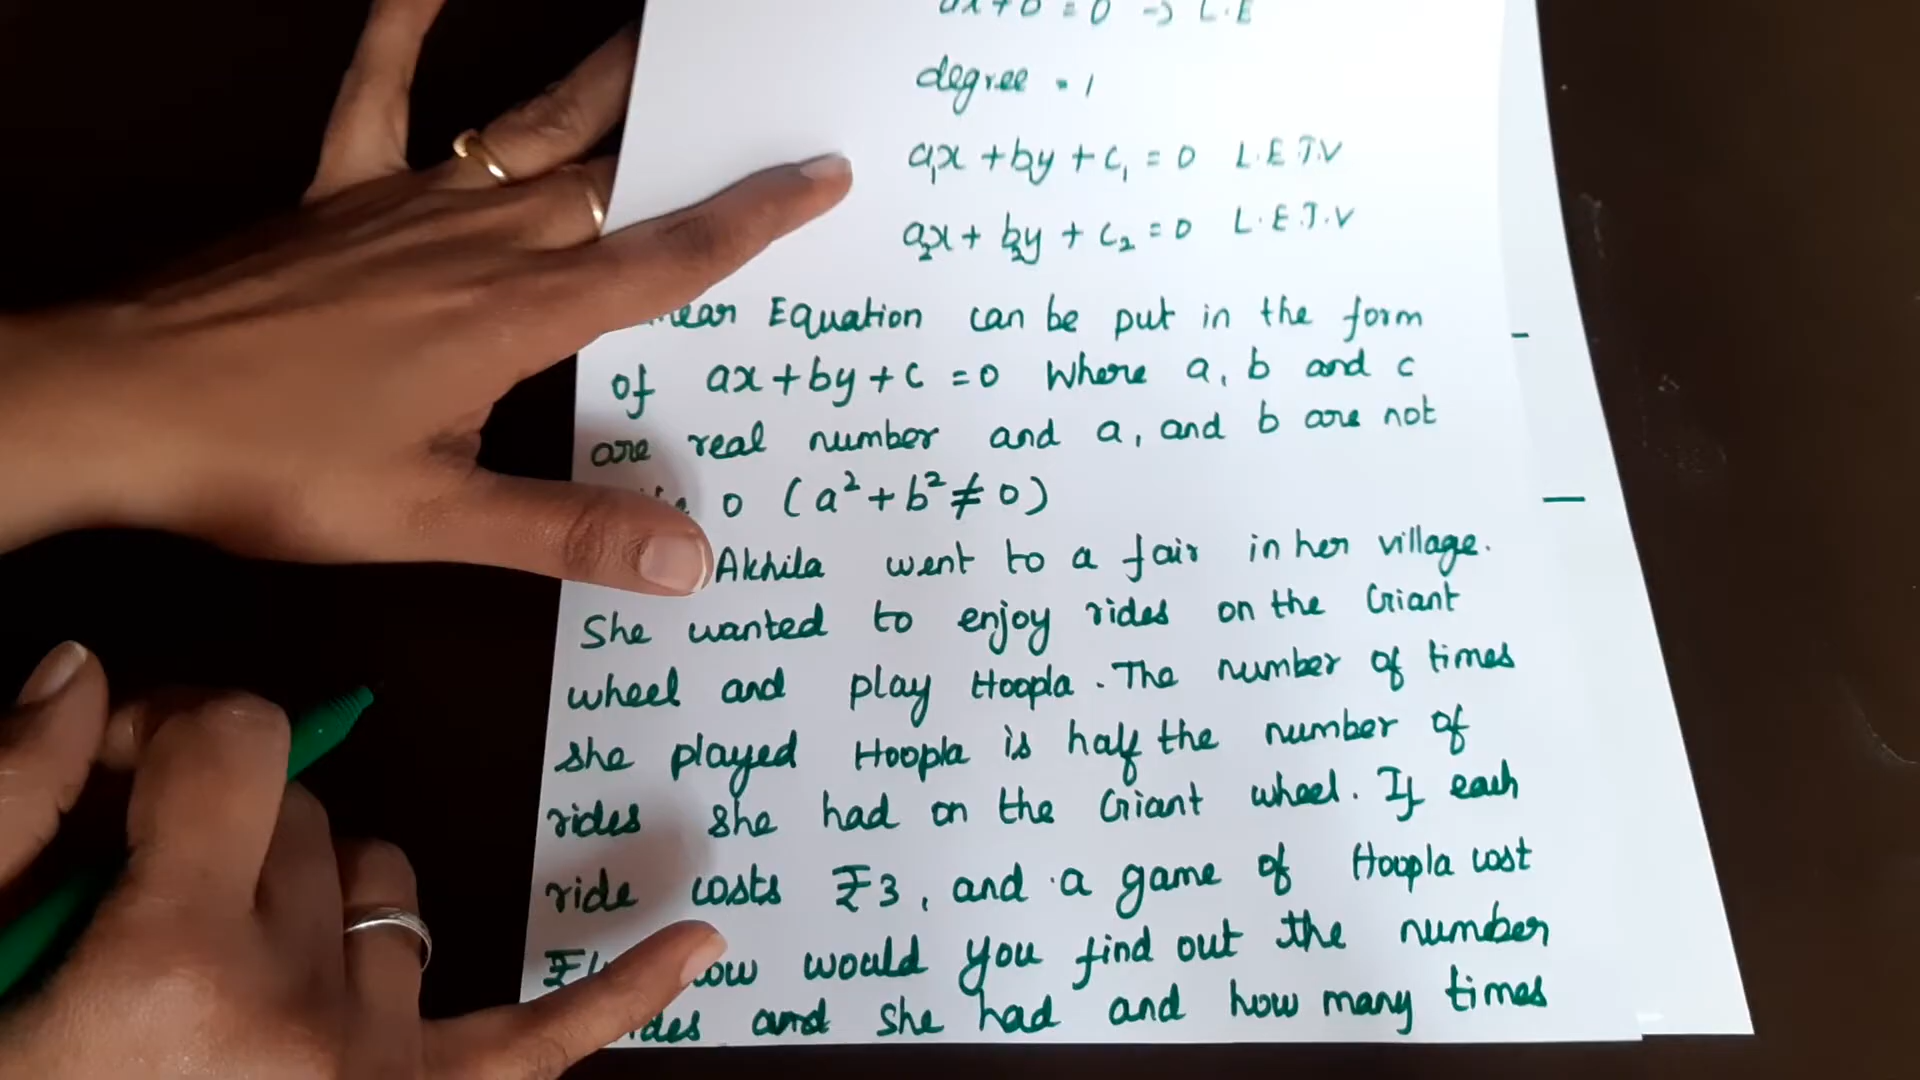 ax + b = 0 -> L.E
degree = 1
a₁x + b₁y + c₁ = 0 L.E.T.V
a₂x + b₂y + c₂ = 0 L.E.T.V
Equation can be put in the form
of ax + by + c = 0 Where a, b and c
are real number and a, and b are not
0 (a² + b² ≠ 0)
Akhila went to a fair in her village.
She wanted to enjoy rides on the Giant
wheel and play Hoopla. The number of times
she played Hoopla is half the number of
rides she had on the Giant wheel. If each
ride costs ₹3, and a game of Hoopla cost
would you find out the number
and she had and how many times